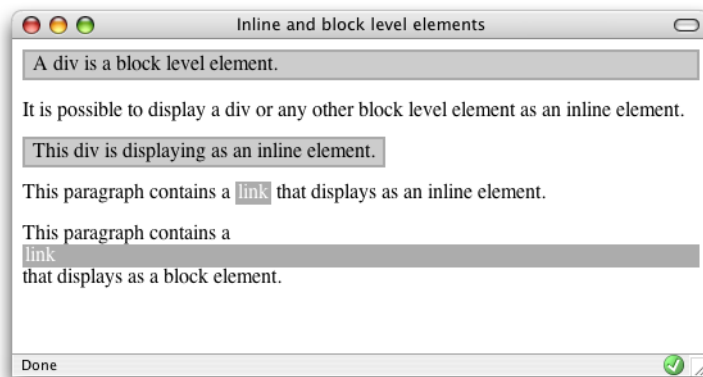 Inline and block level elements
A div is a block level element.
It is possible to display a div or any other block level element as an inline element.
This div is displaying as an inline element.
This paragraph contains a link that displays as an inline element.
This paragraph contains a
link
that displays as a block element.
Done